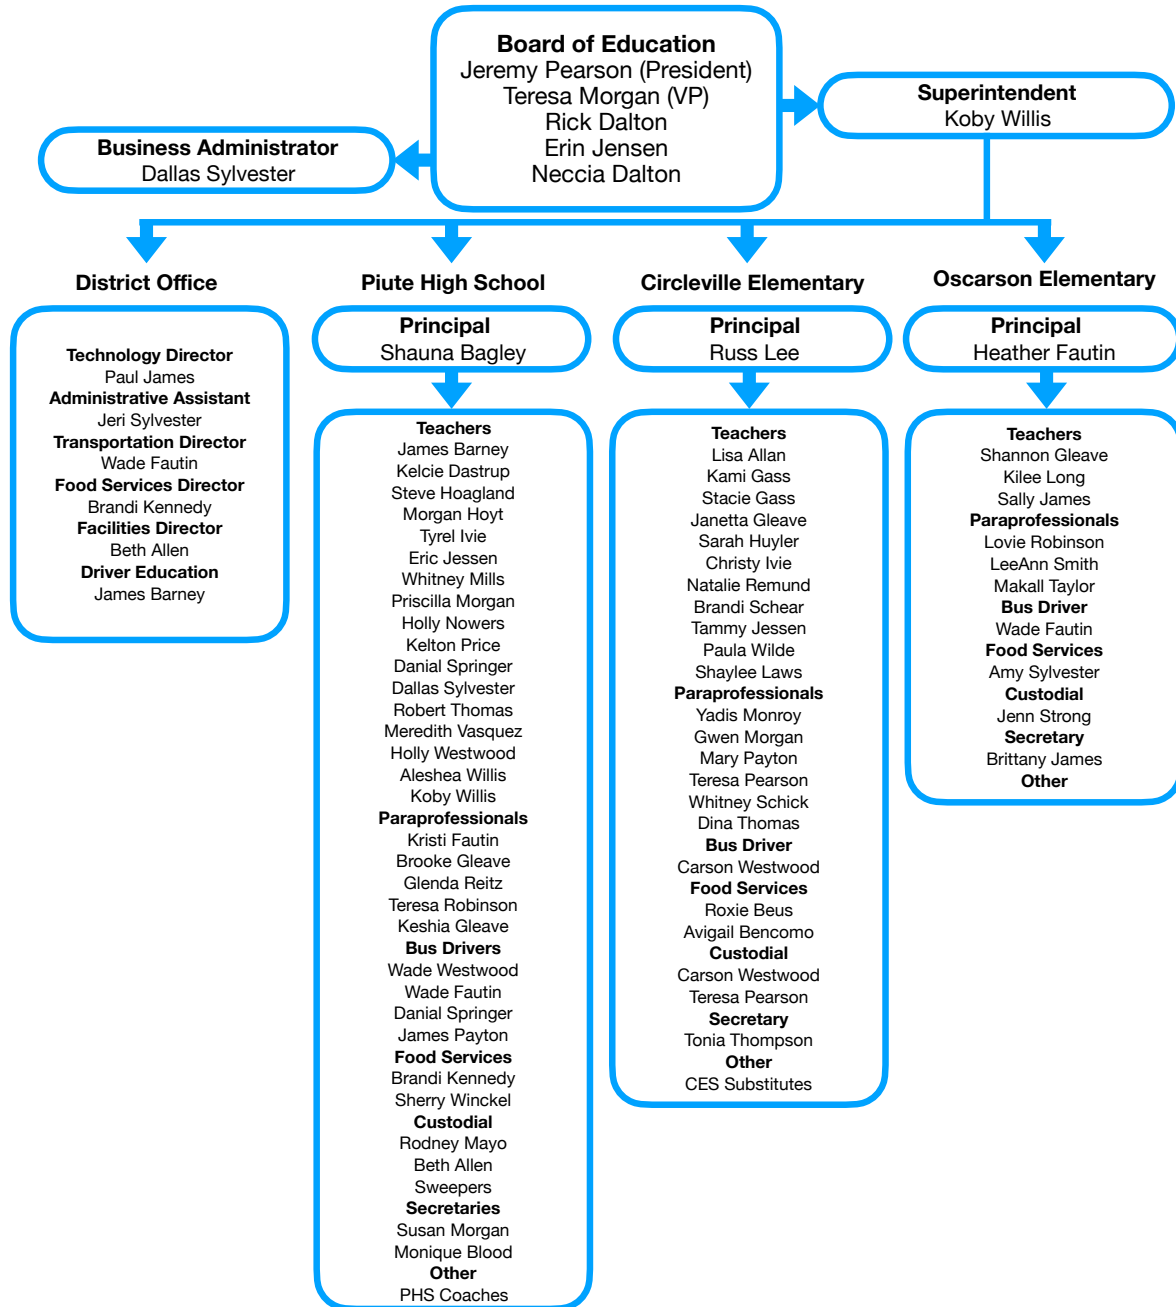 Board of Education
Jeremy Pearson (President)
Teresa Morgan (VP)
Rick Dalton
Erin Jensen
Neccia Dalton
Superintendent
Koby Willis
Business Administrator
Dallas Sylvester
District Office
Technology Director
Paul James
Administrative Assistant
Jeri Sylvester
Transportation Director
Wade Fautin
Food Services Director
Brandi Kennedy
Facilities Director
Beth Allen
Driver Education
James Barney
Piute High School
Principal
Shauna Bagley
Teachers
James Barney
Kelcie Dastrup
Steve Hoagland
Morgan Hoyt
Tyrel Ivie
Eric Jessen
Whitney Mills
Priscilla Morgan
Holly Nowers
Kelton Price
Danial Springer
Dallas Sylvester
Robert Thomas
Meredith Vasquez
Holly Westwood
Aleshea Willis
Koby Willis
Paraprofessionals
Kristi Fautin
Brooke Gleave
Glenda Reitz
Teresa Robinson
Keshia Gleave
Bus Drivers
Wade Westwood
Wade Fautin
Danial Springer
James Payton
Food Services
Brandi Kennedy
Sherry Winckel
Custodial
Rodney Mayo
Beth Allen
Sweepers
Secretaries
Susan Morgan
Monique Blood
Other
PHS Coaches
Circleville Elementary
Principal
Russ Lee
Teachers
Lisa Allan
Kami Gass
Stacie Gass
Janetta Gleave
Sarah Huyler
Christy Ivie
Natalie Remund
Brandi Schear
Tammy Jessen
Paula Wilde
Shaylee Laws
Paraprofessionals
Yadis Monroy
Gwen Morgan
Mary Payton
Teresa Pearson
Whitney Schick
Dina Thomas
Bus Driver
Carson Westwood
Food Services
Roxie Beus
Avigail Bencomo
Custodial
Carson Westwood
Teresa Pearson
Secretary
Tonia Thompson
Other
CES Substitutes
Oscarson Elementary
Principal
Heather Fautin
Teachers
Shannon Gleave
Kilee Long
Sally James
Paraprofessionals
Lovie Robinson
LeeAnn Smith
Makall Taylor
Bus Driver
Wade Fautin
Food Services
Amy Sylvester
Custodial
Jenn Strong
Secretary
Brittany James
Other